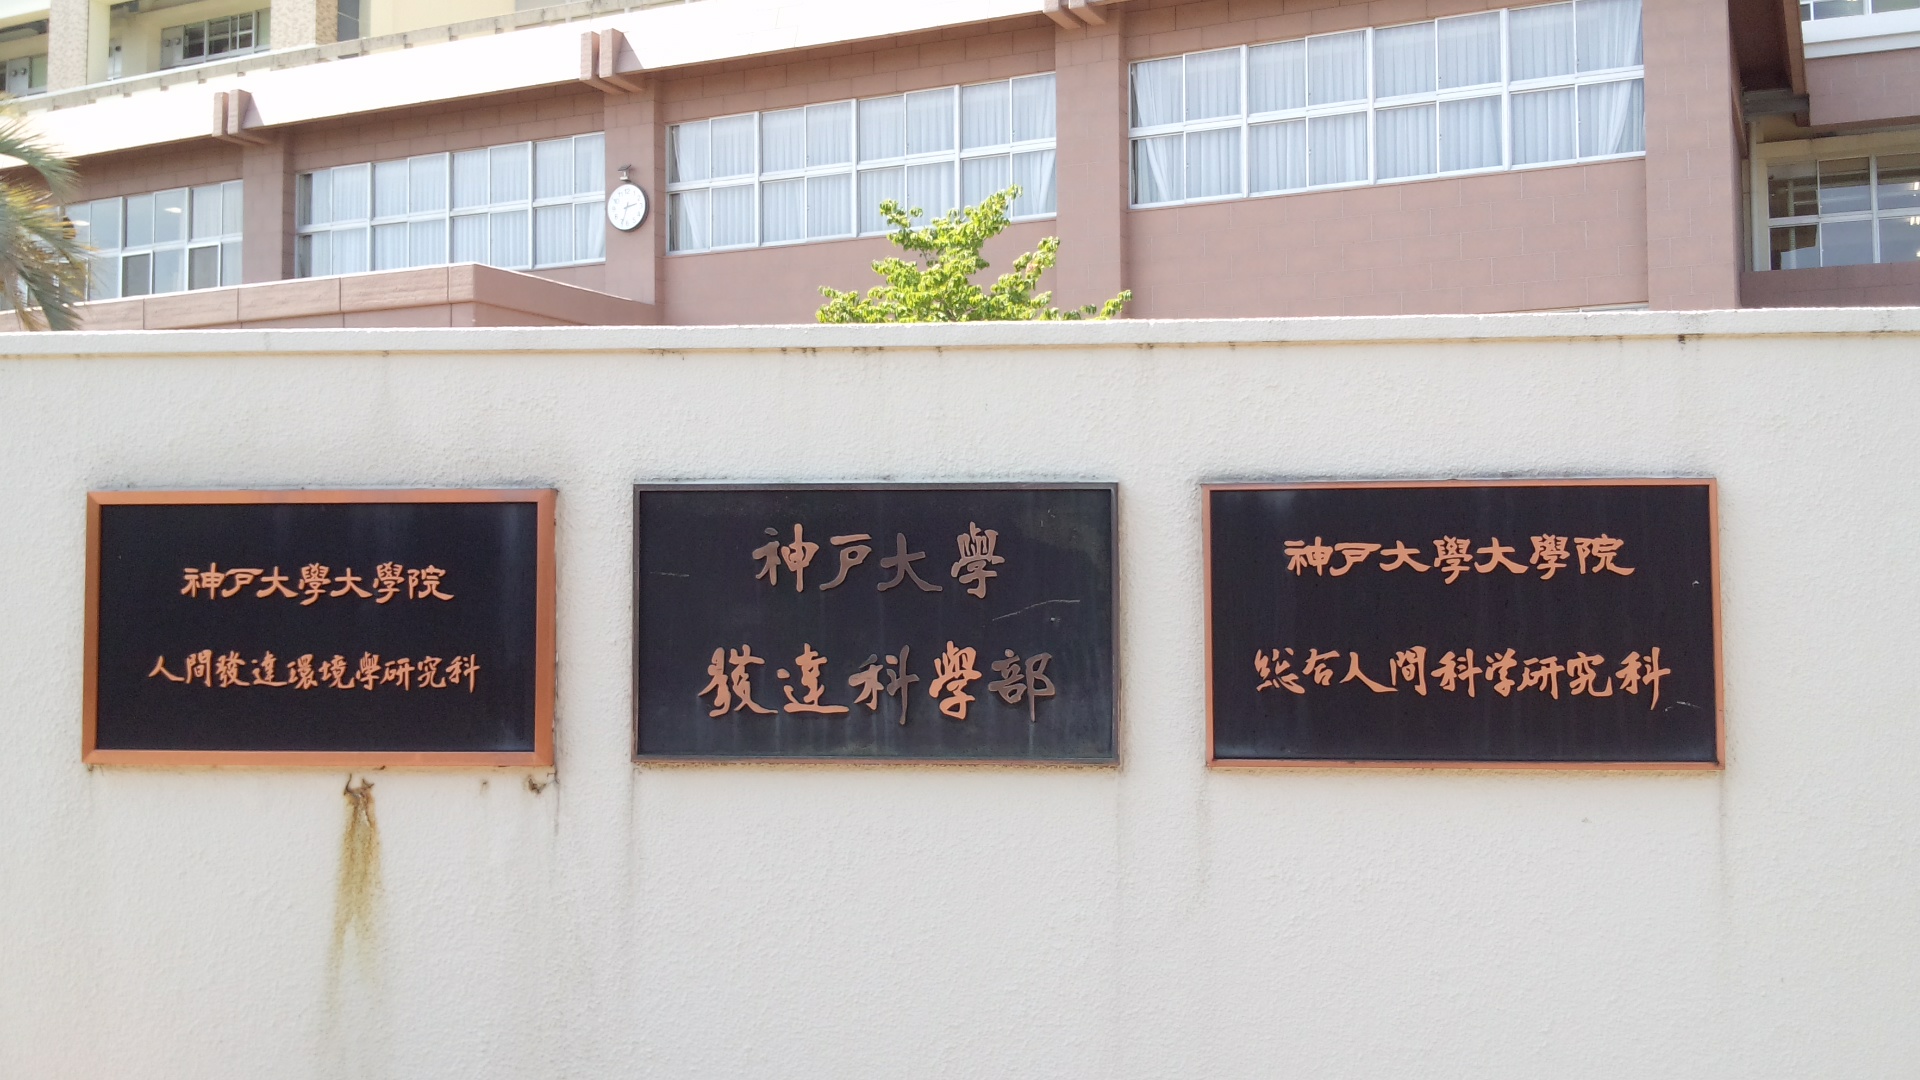 神戸大學大學院
人間發達環境學研究科
神戸大學
發達科學部
神戸大學大學院
総合人間科学研究科